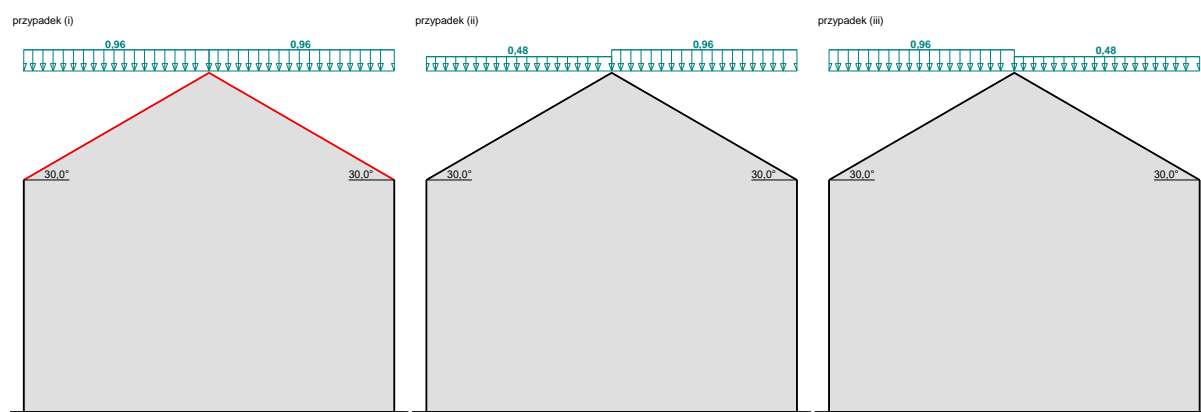 przypadek (i)
0,96 0,96
30,0° 30,0°
przypadek (ii)
0,48 0,96
30,0° 30,0°
przypadek (iii)
0,96 0,48
30,0° 30,0°